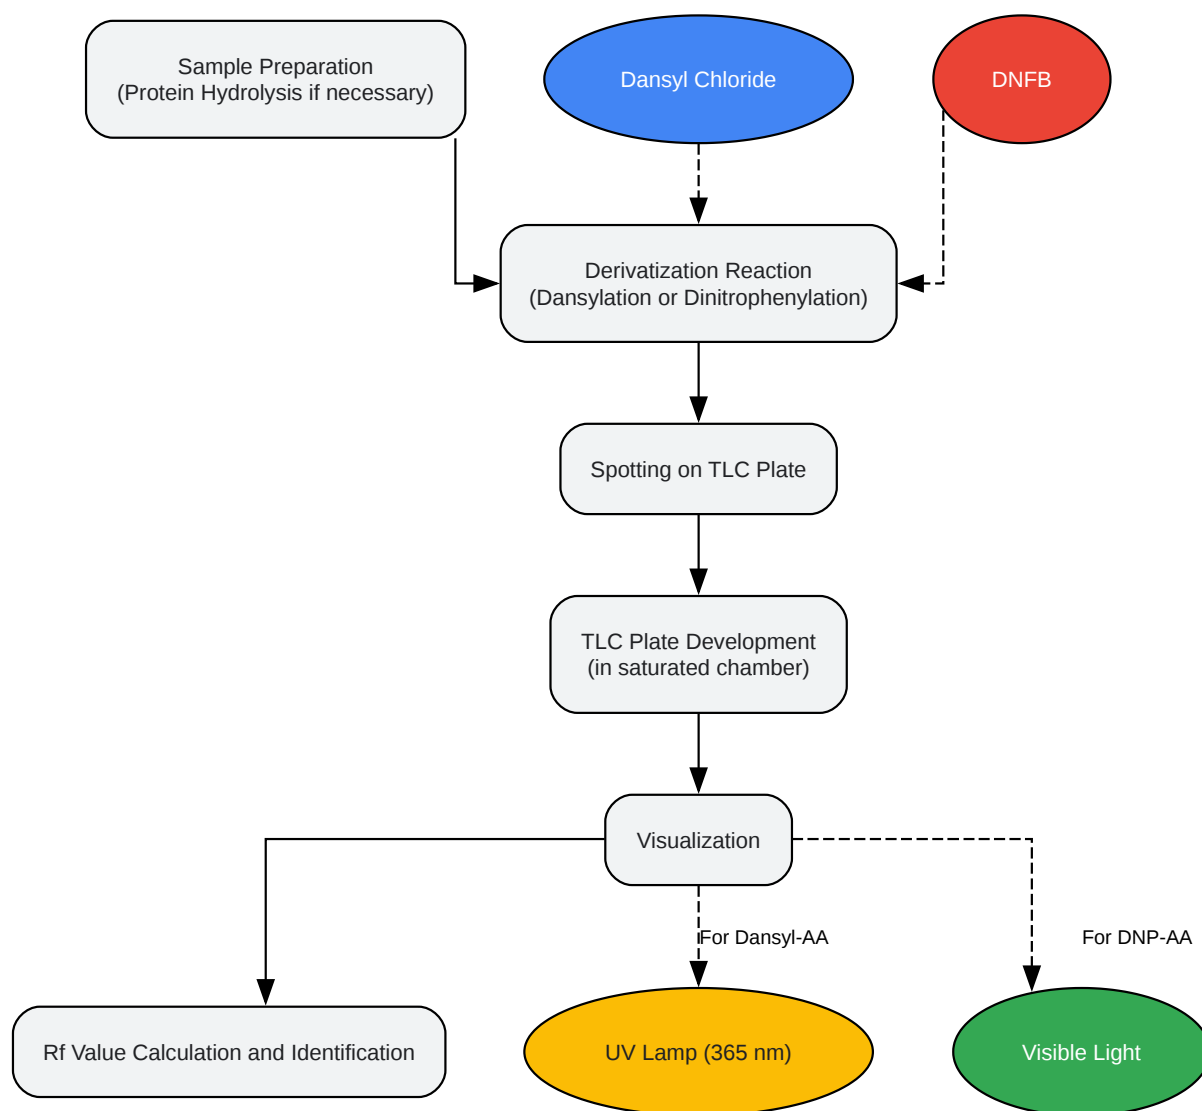 Sample Preparation
(Protein Hydrolysis if necessary)
Dansyl Chloride
DNFB
Derivatization Reaction
(Dansylation or Dinitrophenylation)
Spotting on TLC Plate
TLC Plate Development
(in saturated chamber)
Visualization
For Dansyl-AA
For DNP-AA
Rf Value Calculation and Identification
UV Lamp (365 nm)
Visible Light